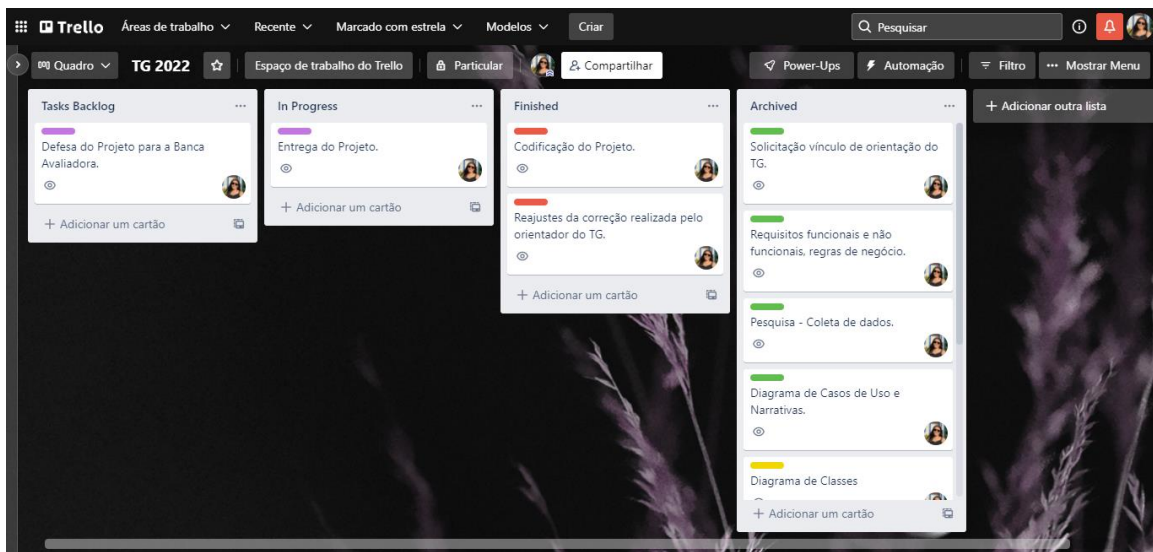 Trello Áreas de trabalho Recente Marcado com estrela Modelos Criar Pesquisar
Quadro TG 2022 Espaço de trabalho do Trello Particular Compartilhar Power-Ups Automação Filtro Mostrar Menu
Tasks Backlog
Defesa do Projeto para a Banca
Avaliadora.
+ Adicionar um cartão
In Progress
Entrega do Projeto.
+ Adicionar um cartão
Finished
Codificação do Projeto.
Reajustes da correção realizada pelo
orientador do TG.
+ Adicionar um cartão
Archived
Solicitação vínculo de orientação do
TG.
Requisitos funcionais e não
funcionais, regras de negócio.
Pesquisa - Coleta de dados.
Diagrama de Casos de Uso e
Narrativas.
Diagrama de Classes
+ Adicionar um cartão
+ Adicionar outra lista